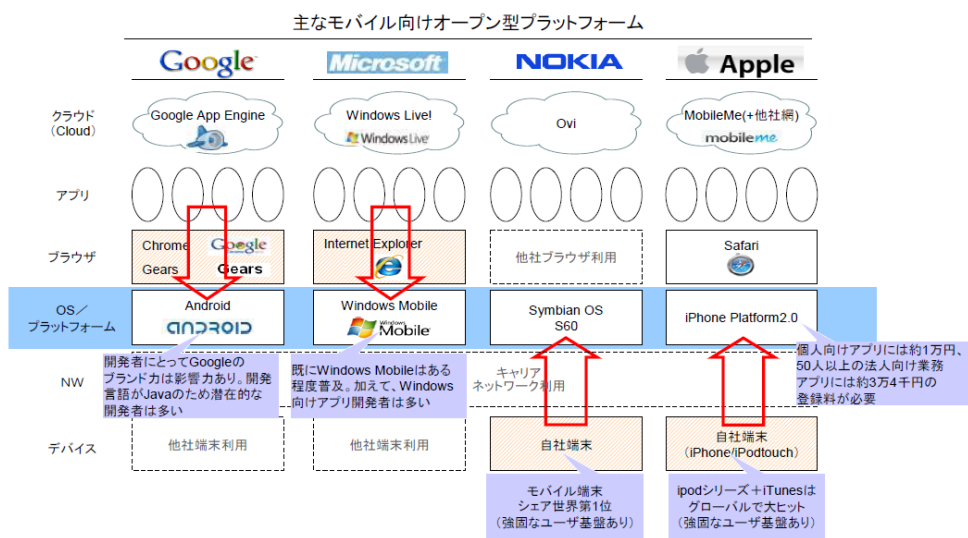 主なモバイル向けオープン型プラットフォーム
Google
Microsoft
NOKIA
Apple
クラウド
(Cloud)
Google App Engine
Windows Live!
Windows Live
Ovi
MobileMe(+他社網)
mobileme
アプリ
ブラウザ
Chrome
Google
Gears
Gears
Internet Explorer
他社ブラウザ利用
Safari
OS/
プラットフォーム
Android
ANDROID
Windows Mobile
Windows
Mobile
Symbian OS
S60
iPhone Platform2.0
NW
開発者にとってGoogleの
ブランド力は影響力あり。開発
言語がJavaのため潜在的な
開発者は多い
既にWindows Mobileはある
程度普及。加えて、Windows
向けアプリ開発者は多い
キャリア
ネットワーク利用
個人向けアプリには約1万円、
50人以上の法人向け業務
アプリには約3万4千円の
登録料が必要
デバイス
他社端末利用
他社端末利用
自社端末
自社端末
(iPhone/iPodtouch)
モバイル端末
シェア世界第1位
(強固なユーザ基盤あり)
ipodシリーズ+iTunesは
グローバルで大ヒット
(強固なユーザ基盤あり)